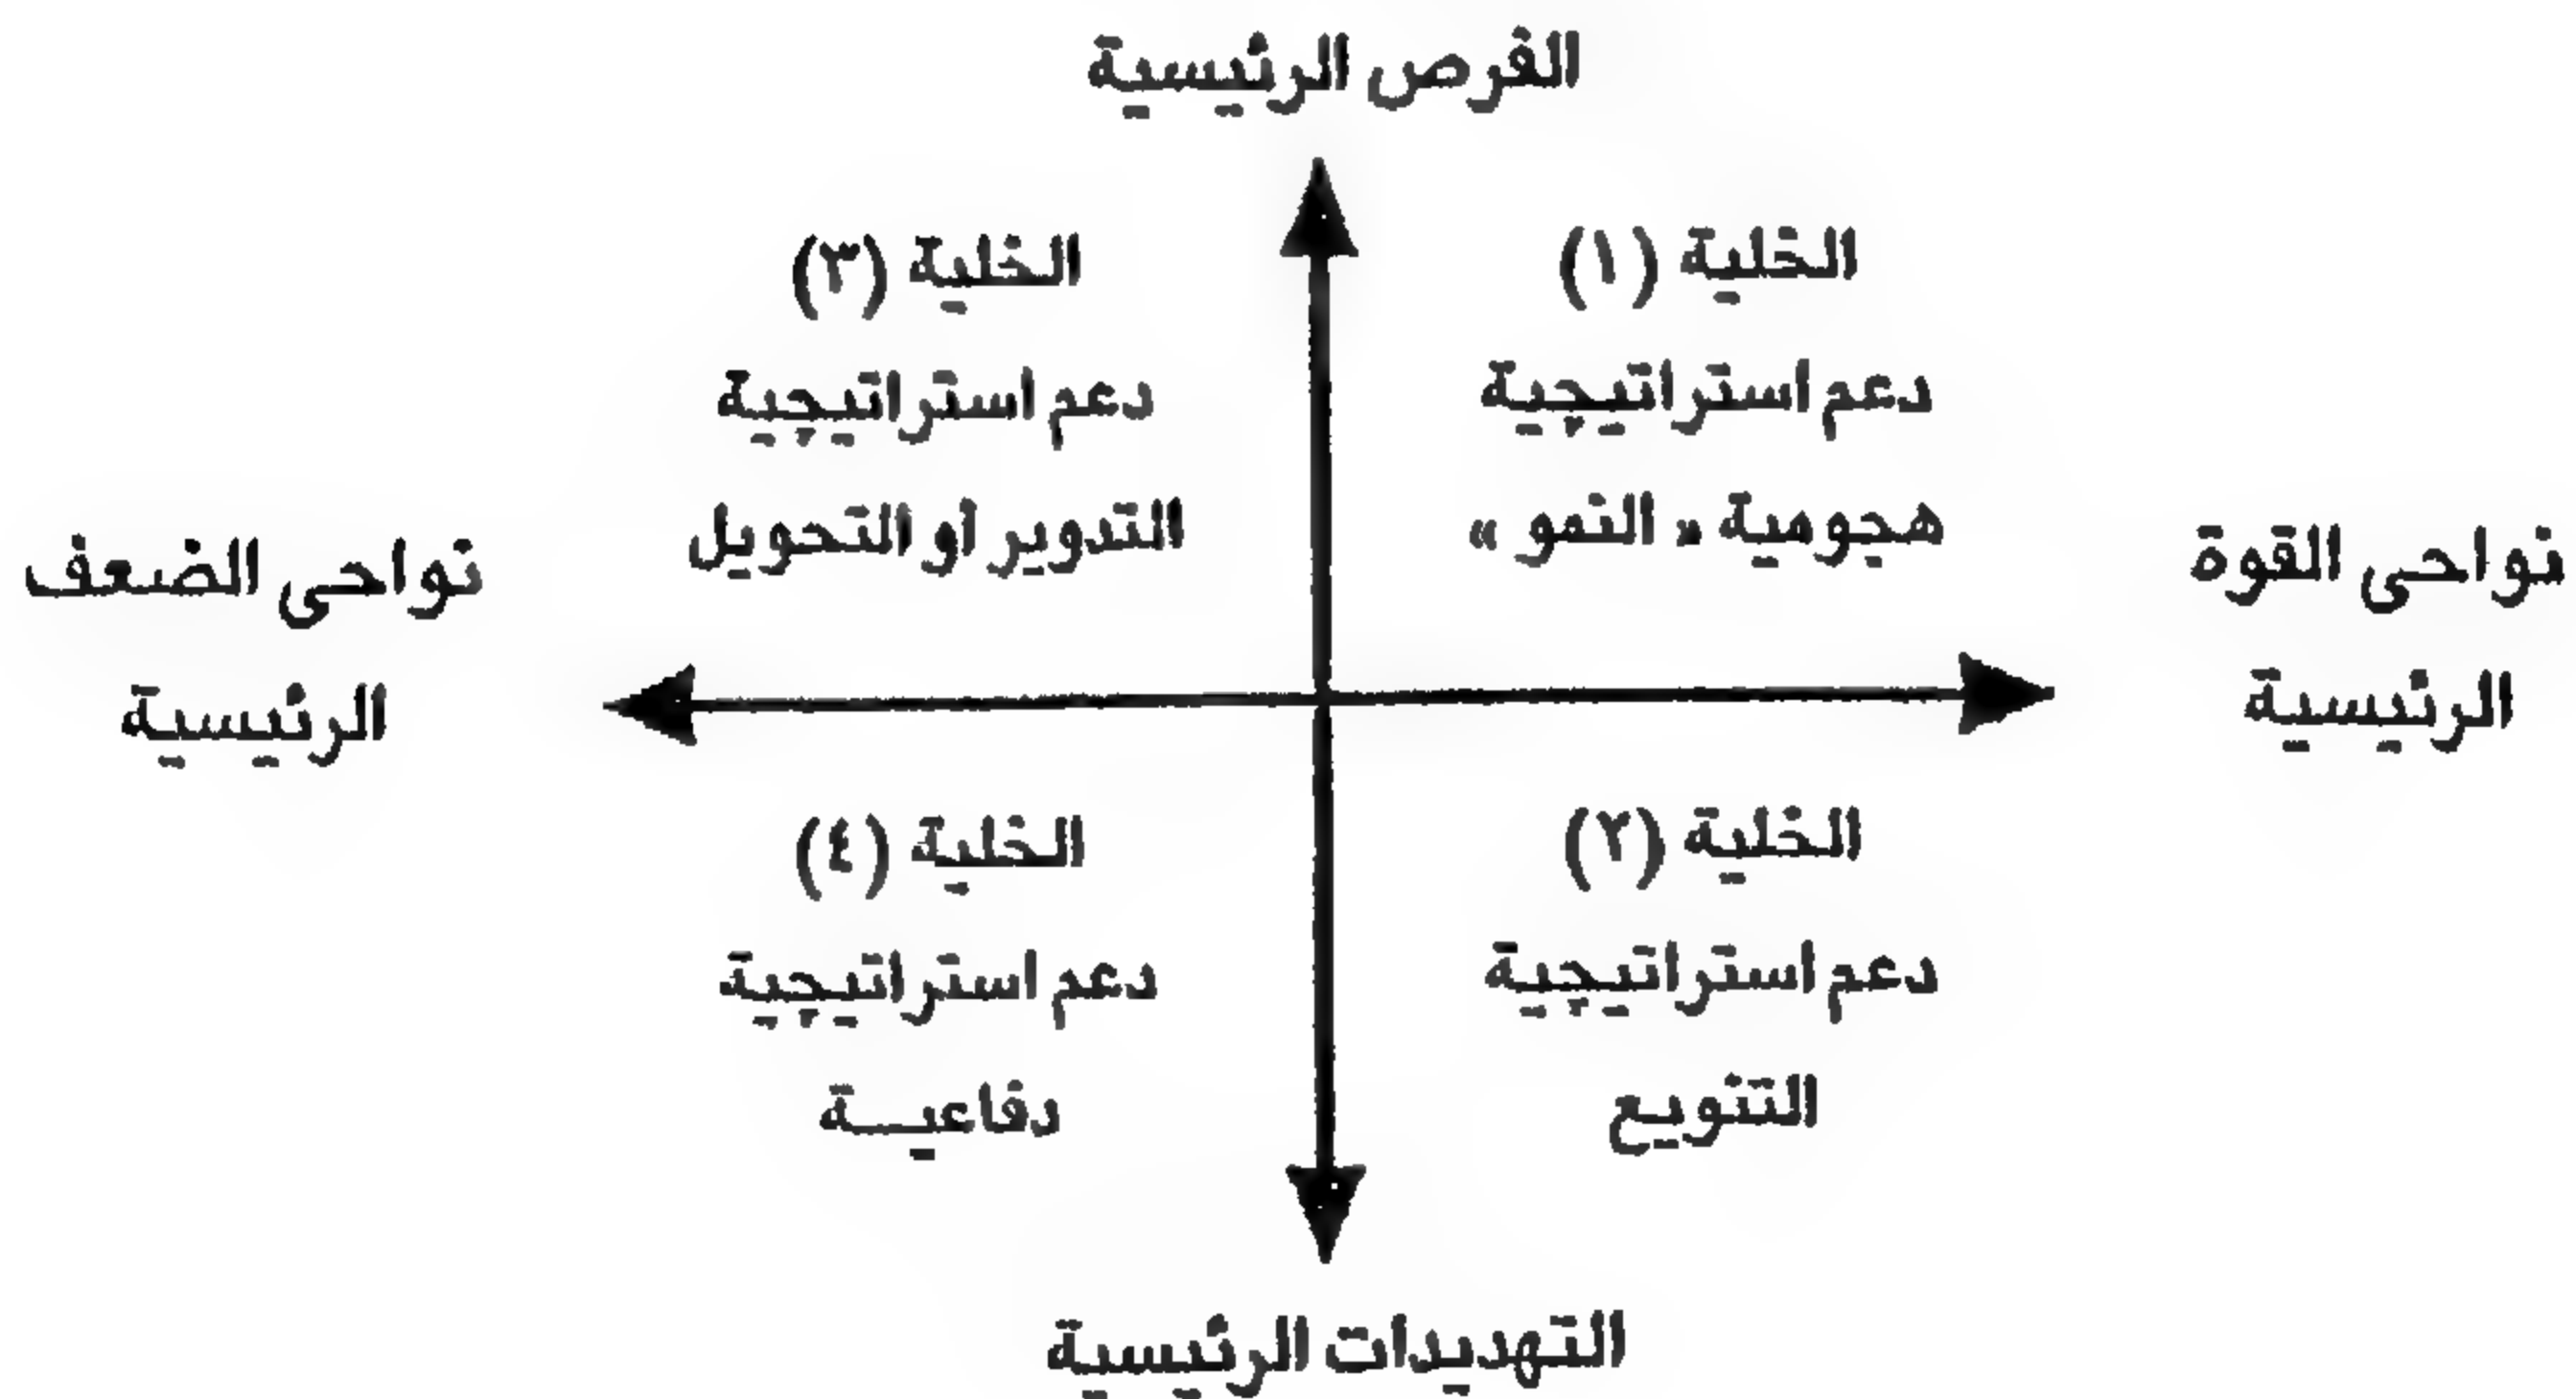 الفرص الرئيسية
الخلية (١)
دعم استراتيجية
هجومية « النمو »
الخلية (٣)
دعم استراتيجية
التدوير أو التحويل
نواحى القوة
الرئيسية
نواحى الضعف
الرئيسية
الخلية (٢)
دعم استراتيجية
التنويع
الخلية (٤)
دعم استراتيجية
دفاعيــة
التهديدات الرئيسية